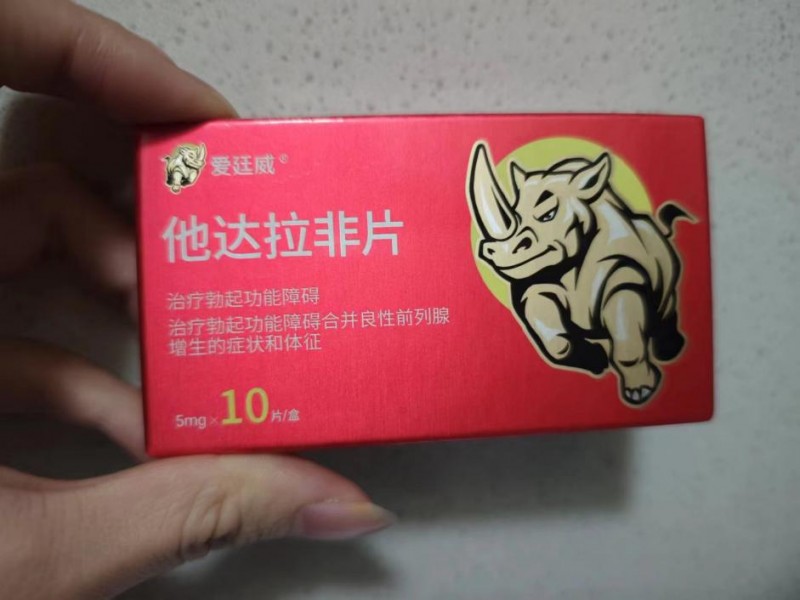 爱廷威®
他达拉非片
治疗勃起功能障碍
治疗勃起功能障碍合并良性前列腺
增生的症状和体征
5mg×10片/盒